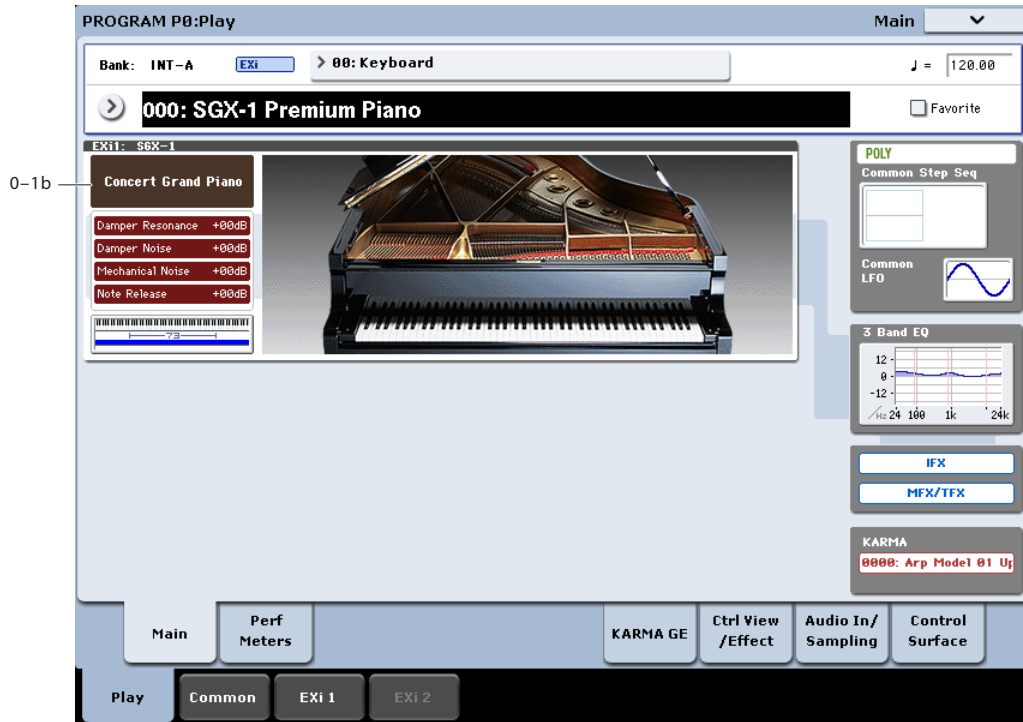 PROGRAM P0:Play
Main
Bank: INT-A
EXi
> 00: Keyboard
♩ = 120.00
000: SGX-1 Premium Piano
Favorite
EXi1: SGX-1
0-1b
Concert Grand Piano
Damper Resonance +00dB
Damper Noise +00dB
Mechanical Noise +00dB
Note Release +00dB
73
POLY
Common Step Seq
Common
LFO
3 Band EQ
12
0
-12
/Hz 24 100 1k 24k
IFX
MFX/TFX
KARMA
0000: Arp Model 01 Up
Main
Perf
Meters
KARMA GE
Ctrl View
/Effect
Audio In/
Sampling
Control
Surface
Play
Common
EXi 1
EXi 2